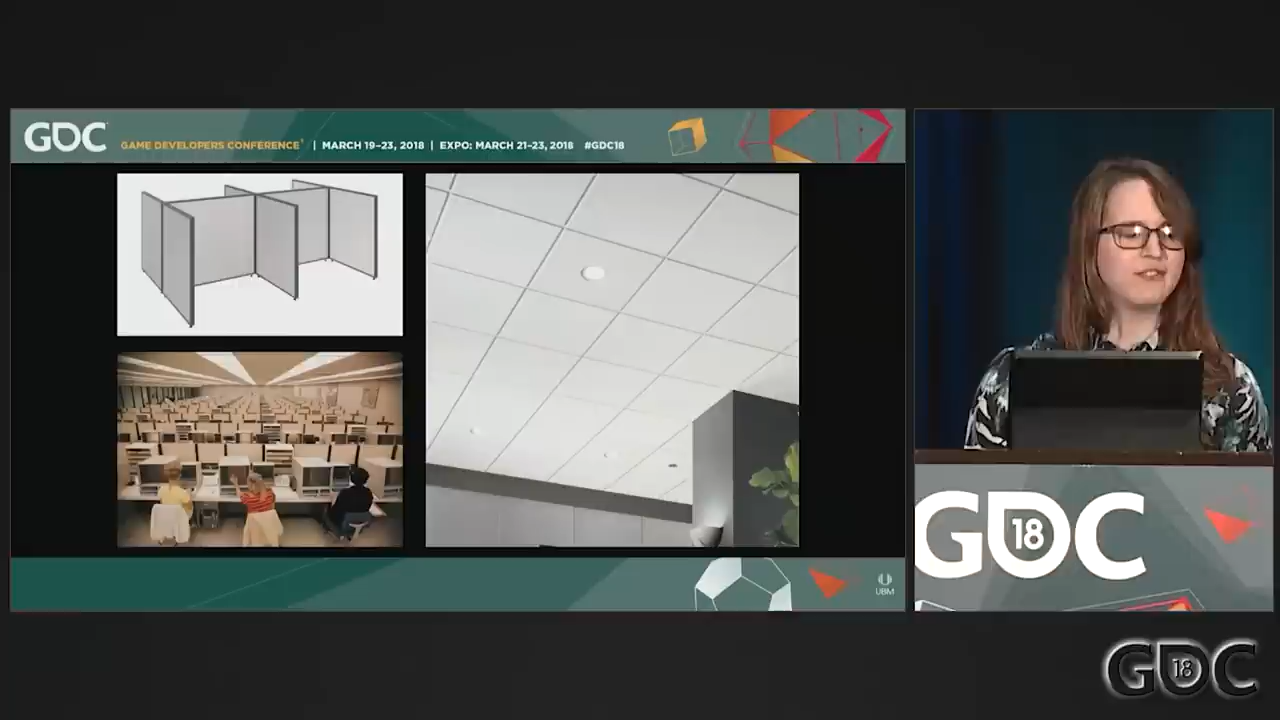 GDC GAME DEVELOPERS CONFERENCE® | MARCH 19–23, 2018 | EXPO: MARCH 21–23, 2018 #GDC18
UBM
GDC
18
GDC
18